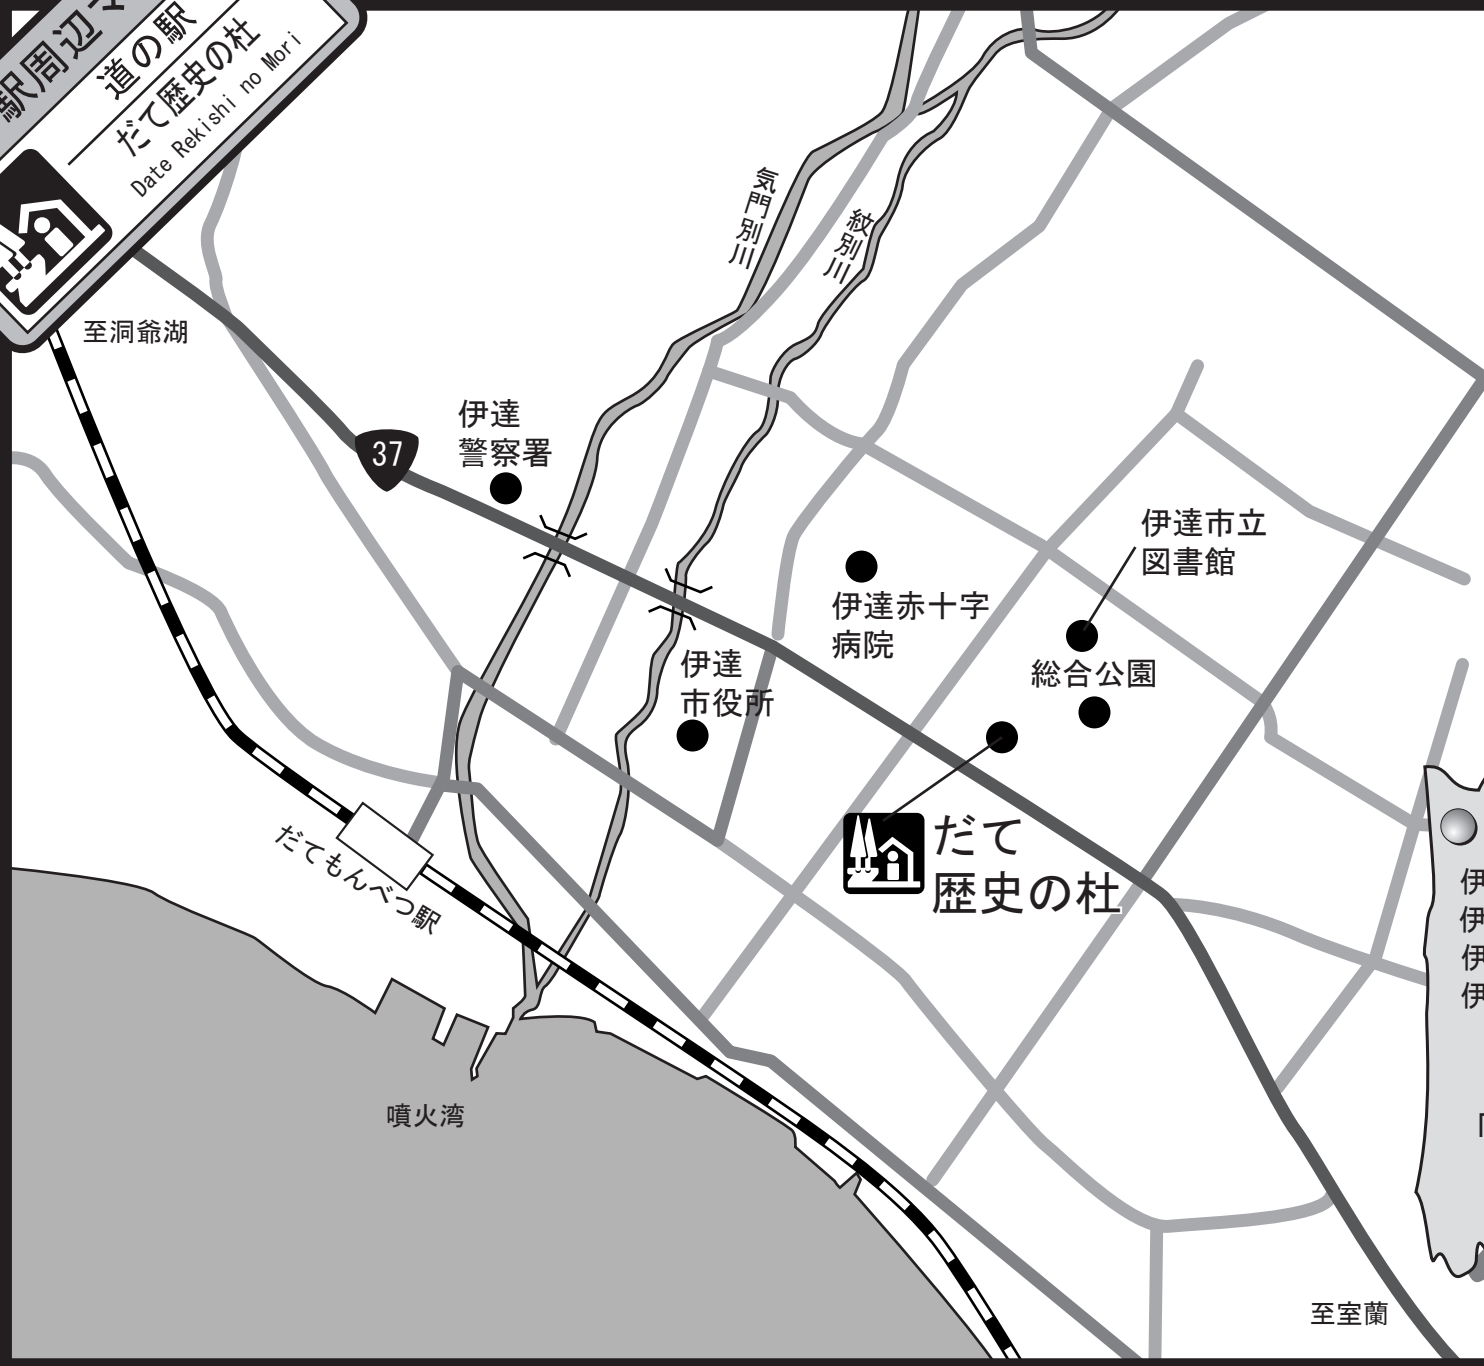 駅周辺マ
道の駅
だて歴史の杜
Date Rekishi no Mori
気門別川
紋別川
至洞爺湖
37
伊達
警察署
伊達市立
図書館
伊達赤十字
病院
伊達
市役所
総合公園
だて
歴史の杜
だてもんべつ駅
噴火湾
至室蘭
伊
伊
伊
伊